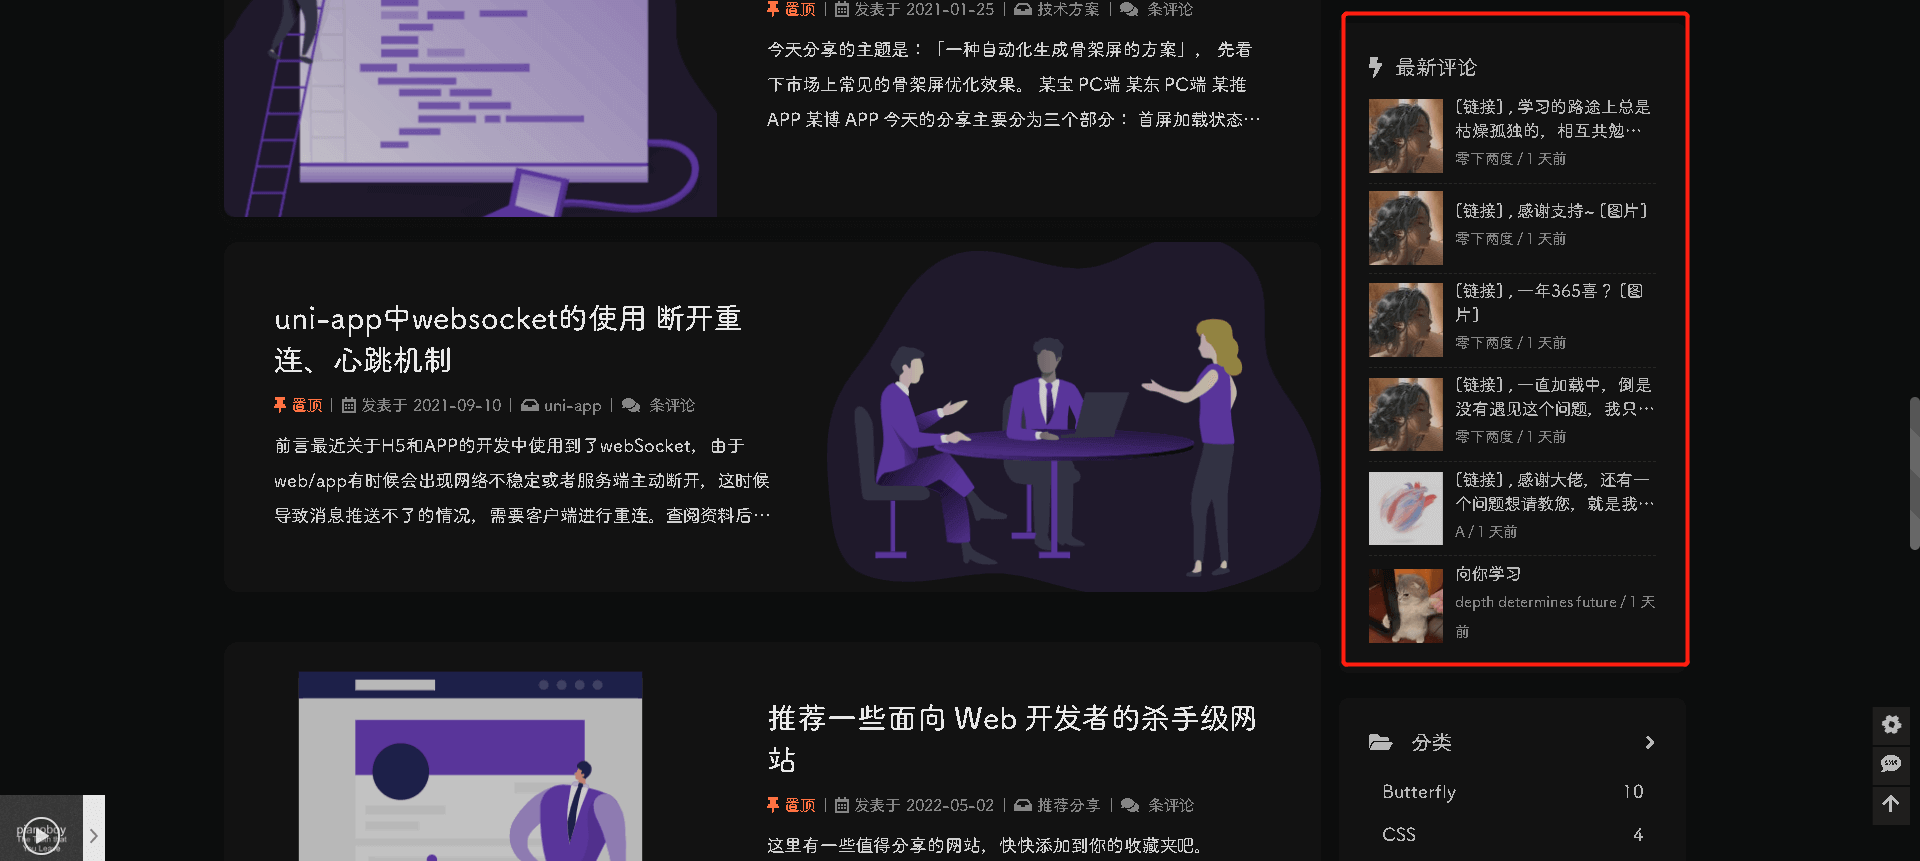 置顶 | 发表于 2021-01-25 | 技术方案 | 条评论
今天分享的主题是：「一种自动化生成骨架屏的方案」， 先看
下市场上常见的骨架屏优化效果。 某宝 PC端 某东 PC端 某推
APP 某博 APP 今天的分享主要分为三个部分： 首屏加载状态…
uni-app中websocket的使用 断开重
连、心跳机制
置顶 | 发表于 2021-09-10 | uni-app | 条评论
前言最近关于H5和APP的开发中使用到了webSocket，由于
web/app有时候会出现网络不稳定或者服务端主动断开，这时候
导致消息推送不了的情况，需要客户端进行重连。查阅资料后…
推荐一些面向 Web 开发者的杀手级网
站
置顶 | 发表于 2022-05-02 | 推荐分享 | 条评论
这里有一些值得分享的网站，快快添加到你的收藏夹吧。
最新评论
[链接] , 学习的路途上总是
枯燥孤独的，相互共勉…
零下两度 / 1 天前
[链接] , 感谢支持~ [图片]
零下两度 / 1 天前
[链接] , 一年365喜？ [图
片]
零下两度 / 1 天前
[链接] , 一直加载中，倒是
没有遇见这个问题，我只…
零下两度 / 1 天前
[链接] , 感谢大佬，还有一
个问题想请教您，就是我…
A / 1 天前
向你学习
depth determines future / 1 天
前
分类
Butterfly 10
CSS 4
pianoboy
You Leave